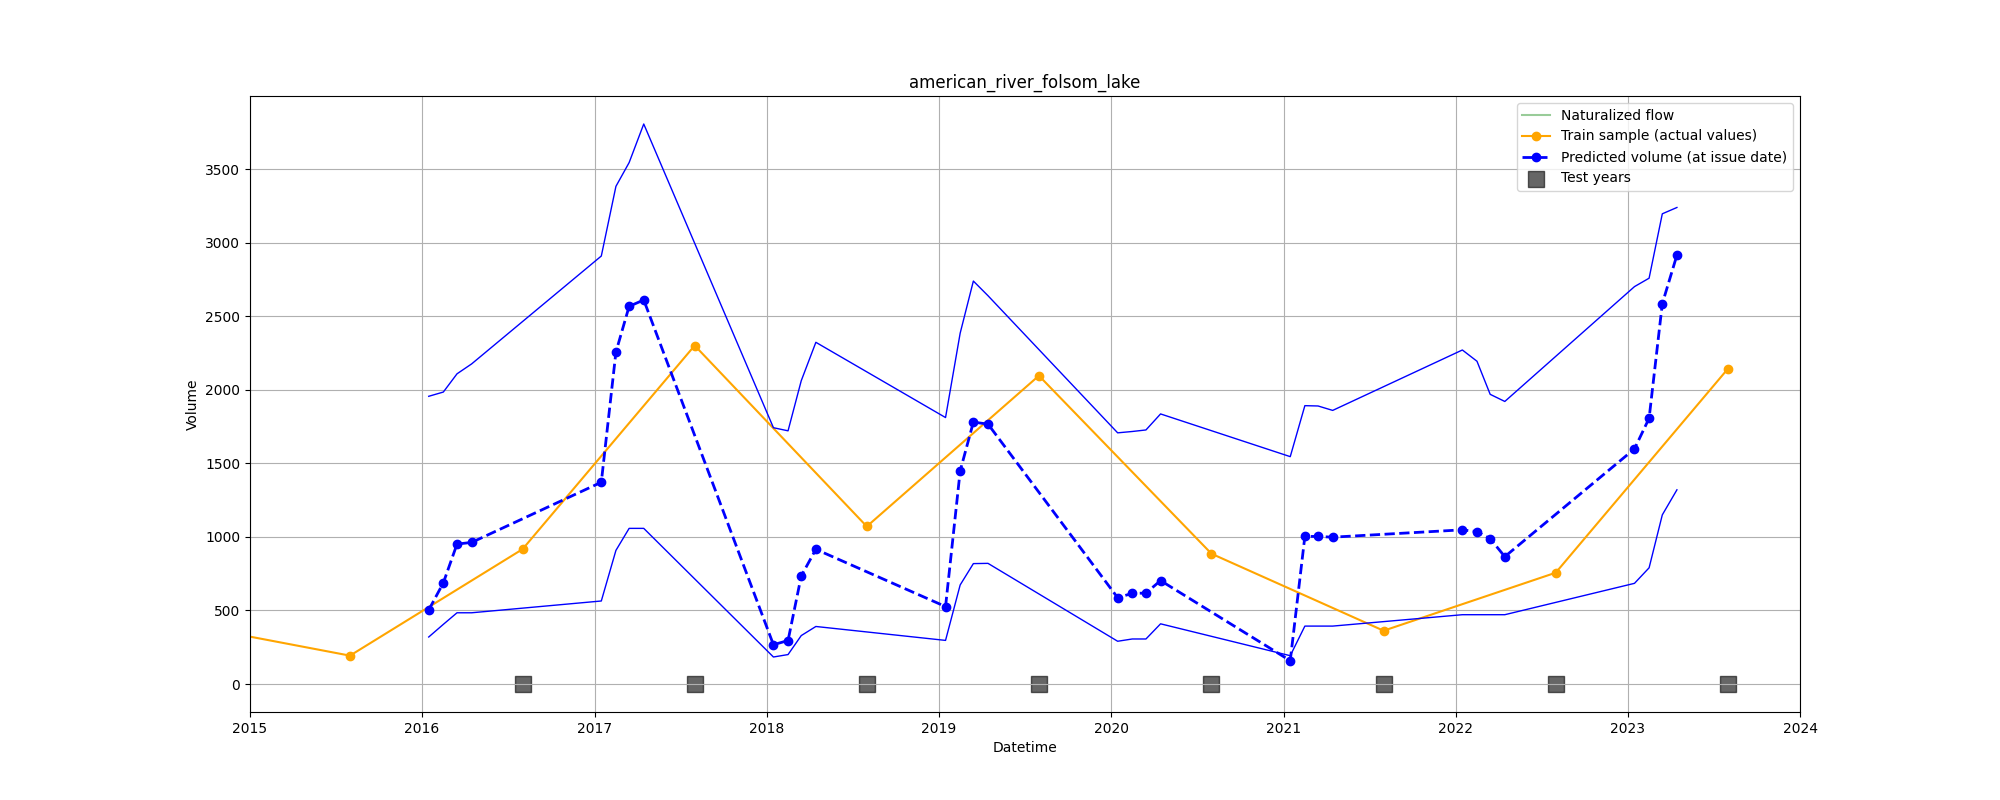 american_river_folsom_lake
Naturalized flow
Train sample (actual values)
Predicted volume (at issue date)
Test years
Volume
3500
3000
2500
2000
1500
1000
500
0
2015 2016 2017 2018 2019 2020 2021 2022 2023 2024
Datetime